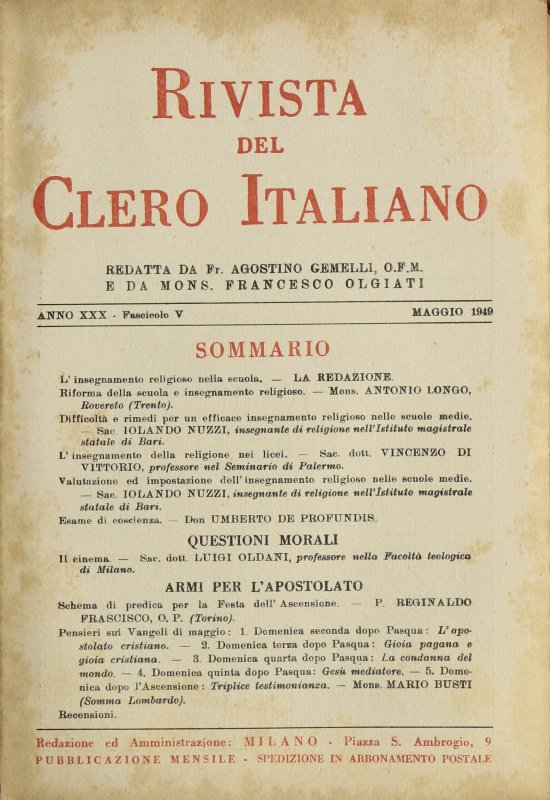 RIVISTA
DEL
CLERO ITALIANO
REDATTA DA Fr. AGOSTINO GEMELLI, O.F.M.
E DA MONS. FRANCESCO OLGIATI
ANNO XXX - Fascicolo V MAGGIO 1949
SOMMARIO
L'insegnamento religioso nella scuola. — LA REDAZIONE.
Riforma della scuola e insegnamento religioso. — Mons. ANTONIO LONGO,
Rovereto (Trento).
Difficoltà e rimedi per un efficace insegnamento religioso nelle scuole medie.
— Sac. IOLANDO NUZZI, insegnante di religione nell'Istituto magistrale
statale di Bari.
L'insegnamento della religione nei licei. — Sac. dott. VINCENZO DI
VITTORIO, professore nel Seminario di Palermo.
Valutazione ed impostazione dell'insegnamento religioso nelle scuole medie.
— Sac. IOLANDO NUZZI, insegnante di religione nell'Istituto magistrale
statale di Bari.
Esame di coscienza. — Don UMBERTO DE PROFUNDIS.
QUESTIONI MORALI
Il cinema. — Sac. dott. LUIGI OLDANI, professore nella Facoltà teologica
di Milano.
ARMI PER L'APOSTOLATO
Schema di predica per la Festa dell'Ascensione. — P. REGINALDO
FRASCISCO, O. P. (Torino).
Pensieri sui Vangeli di maggio: 1. Domenica seconda dopo Pasqua: L'apo-
stolato cristiano. — 2. Domenica terza dopo Pasqua: Gioia pagana e
gioia cristiana. — 3. Domenica quarta dopo Pasqua: La condanna del
mondo. — 4. Domenica quinta dopo Pasqua: Gesù mediatore. — 5. Dome-
nica dopo l'Ascensione: Triplice testimonianza. — Mons. MARIO BUSTI
(Somma Lombardo).
Recensioni.
Redazione ed Amministrazione: MILANO - Piazza S. Ambrogio, 9
PUBBLICAZIONE MENSILE - SPEDIZIONE IN ABBONAMENTO POSTALE